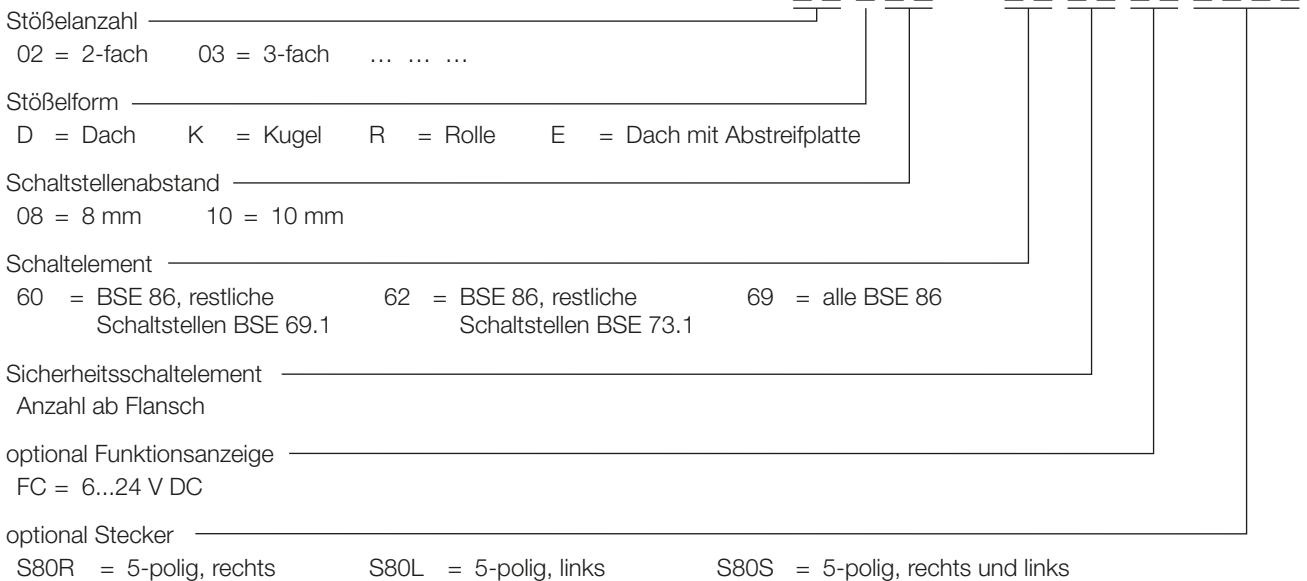 Stößelanzahl
02 = 2-fach 03 = 3-fach … … …
Stößelform
D = Dach K = Kugel R = Rolle E = Dach mit Abstreifplatte
Schaltstellenabstand
08 = 8 mm 10 = 10 mm
Schaltelement
60 = BSE 86, restliche 62 = BSE 86, restliche 69 = alle BSE 86
Schaltstellen BSE 69.1 Schaltstellen BSE 73.1
Sicherheitsschaltelement
Anzahl ab Flansch
optional Funktionsanzeige
FC = 6...24 V DC
optional Stecker
S80R = 5-polig, rechts S80L = 5-polig, links S80S = 5-polig, rechts und links